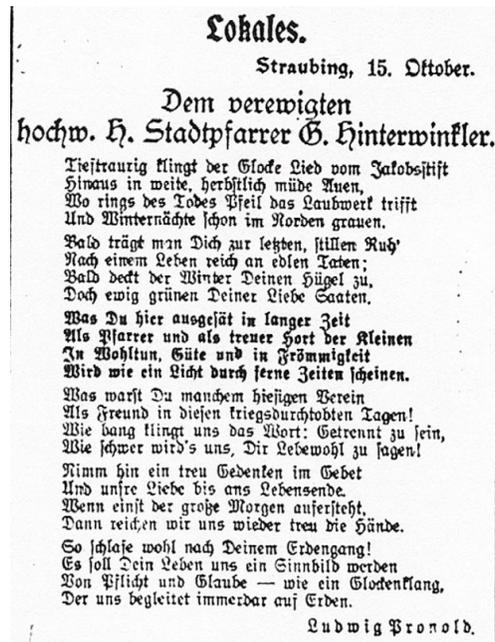 Lokales.
Straubing, 15. Oktober.
Dem verewigten
hochw. H. Stadtpfarrer G. Hinterwinkler.
Tieftraurig klingt der Glocke Lied vom Jakobsstift
Hinaus in weite, herbstlich müde Auen,
Wo rings des Todes Pfeil das Laubwerk trifft
Und Winternächte schon im Norden grauen.
Bald trägt man Dich zur letzten, stillen Ruh'
Nach einem Leben reich an edlen Taten;
Bald deckt der Winter Deinen Hügel zu,
Doch ewig grünen Deiner Liebe Saaten.
Was Du hier ausgesät in langer Zeit
Als Pfarrer und als treuer Hort der Kleinen
In Wohltun, Güte und in Frömmigkeit
Wird wie ein Licht durch ferne Zeiten scheinen.
Was warst Du manchem hiesigen Verein
Als Freund in diesen kriegsdurchtobten Tagen!
Wie bang klingt uns das Wort: Getrennt zu sein,
Wie schwer wird's uns, Dir Lebewohl zu sagen!
Nimm hin ein treu Gedenken im Gebet
Und unsre Liebe bis ans Lebensende.
Wenn einst der große Morgen aufersteht,
Dann reichen wir uns wieder treu die Hände.
So schlafe wohl nach Deinem Erdengang!
Es soll Dein Leben uns ein Sinnbild werden
Von Pflicht und Glaube — wie ein Glockenklang,
Der uns begleitet immerdar auf Erden.
Ludwig Pronold.